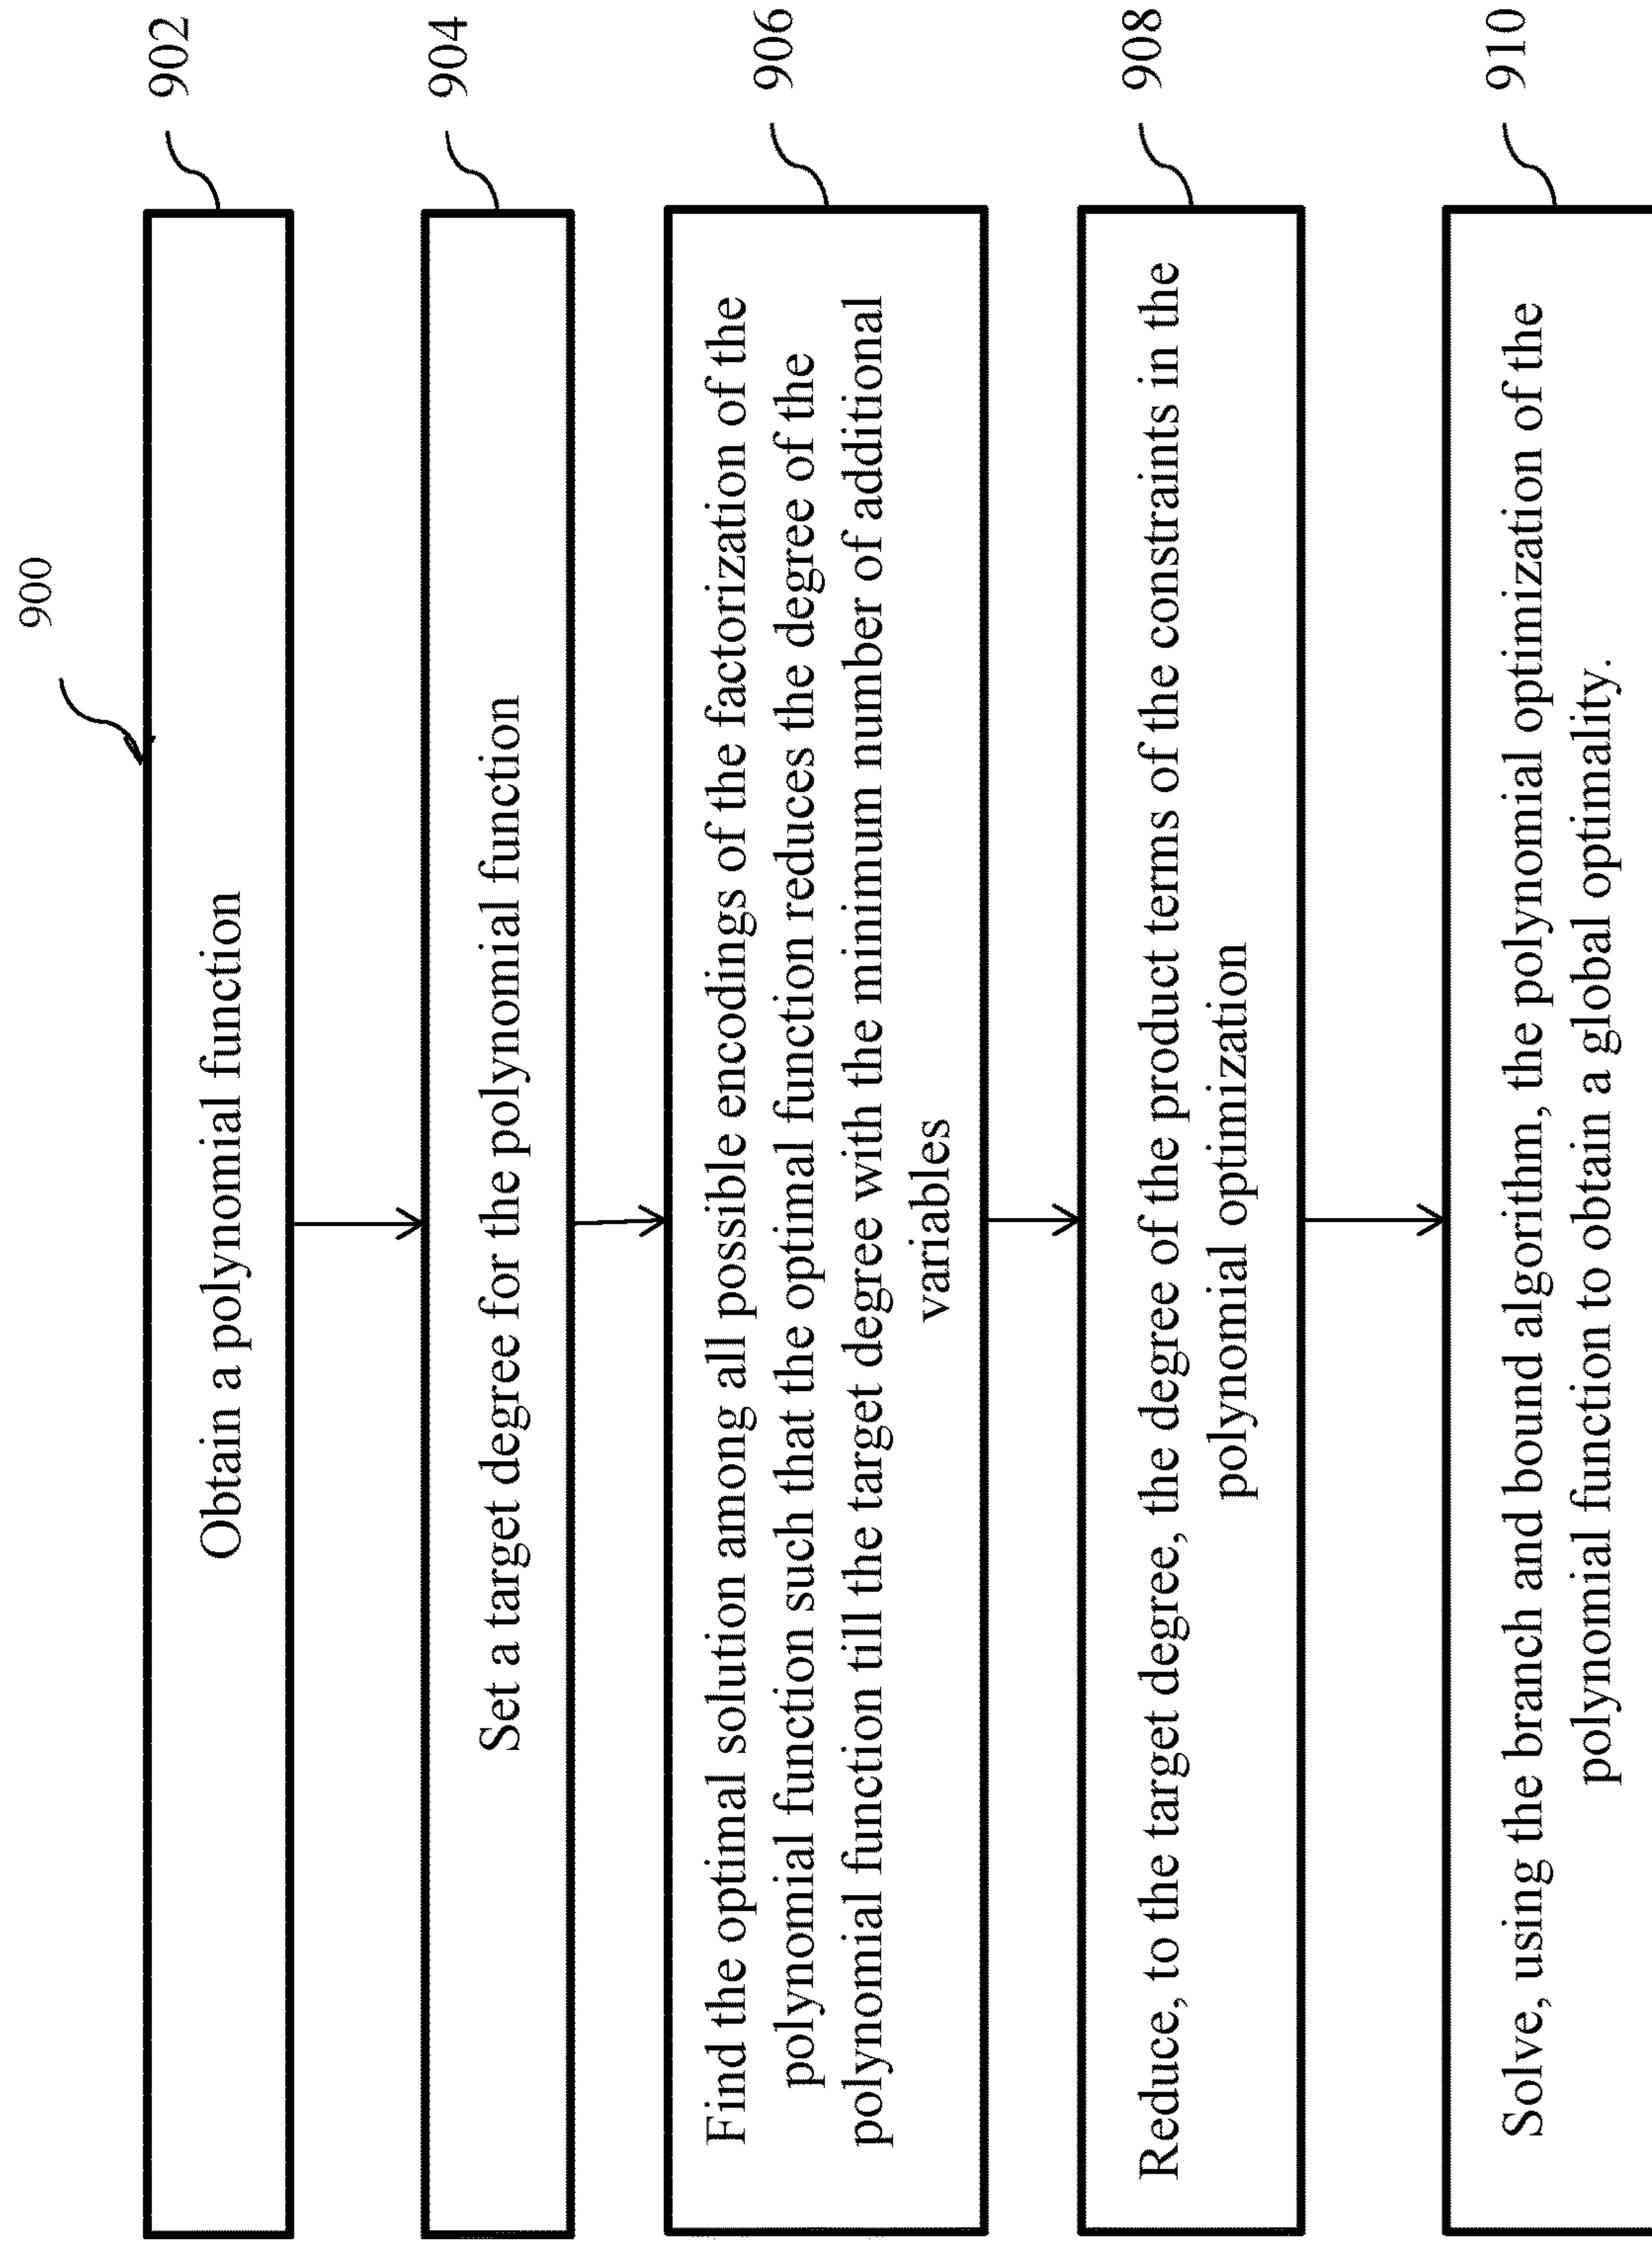 900
Obtain a polynomial function
902
Set a target degree for the polynomial function
904
Find the optimal solution among all possible encodings of the factorization of the
polynomial function such that the optimal function reduces the degree of the
polynomial function till the target degree with the minimum number of additional
variables
906
Reduce, to the target degree, the degree of the product terms of the constraints in the
polynomial optimization
908
Solve, using the branch and bound algorithm, the polynomial optimization of the
polynomial function to obtain a global optimality.
910